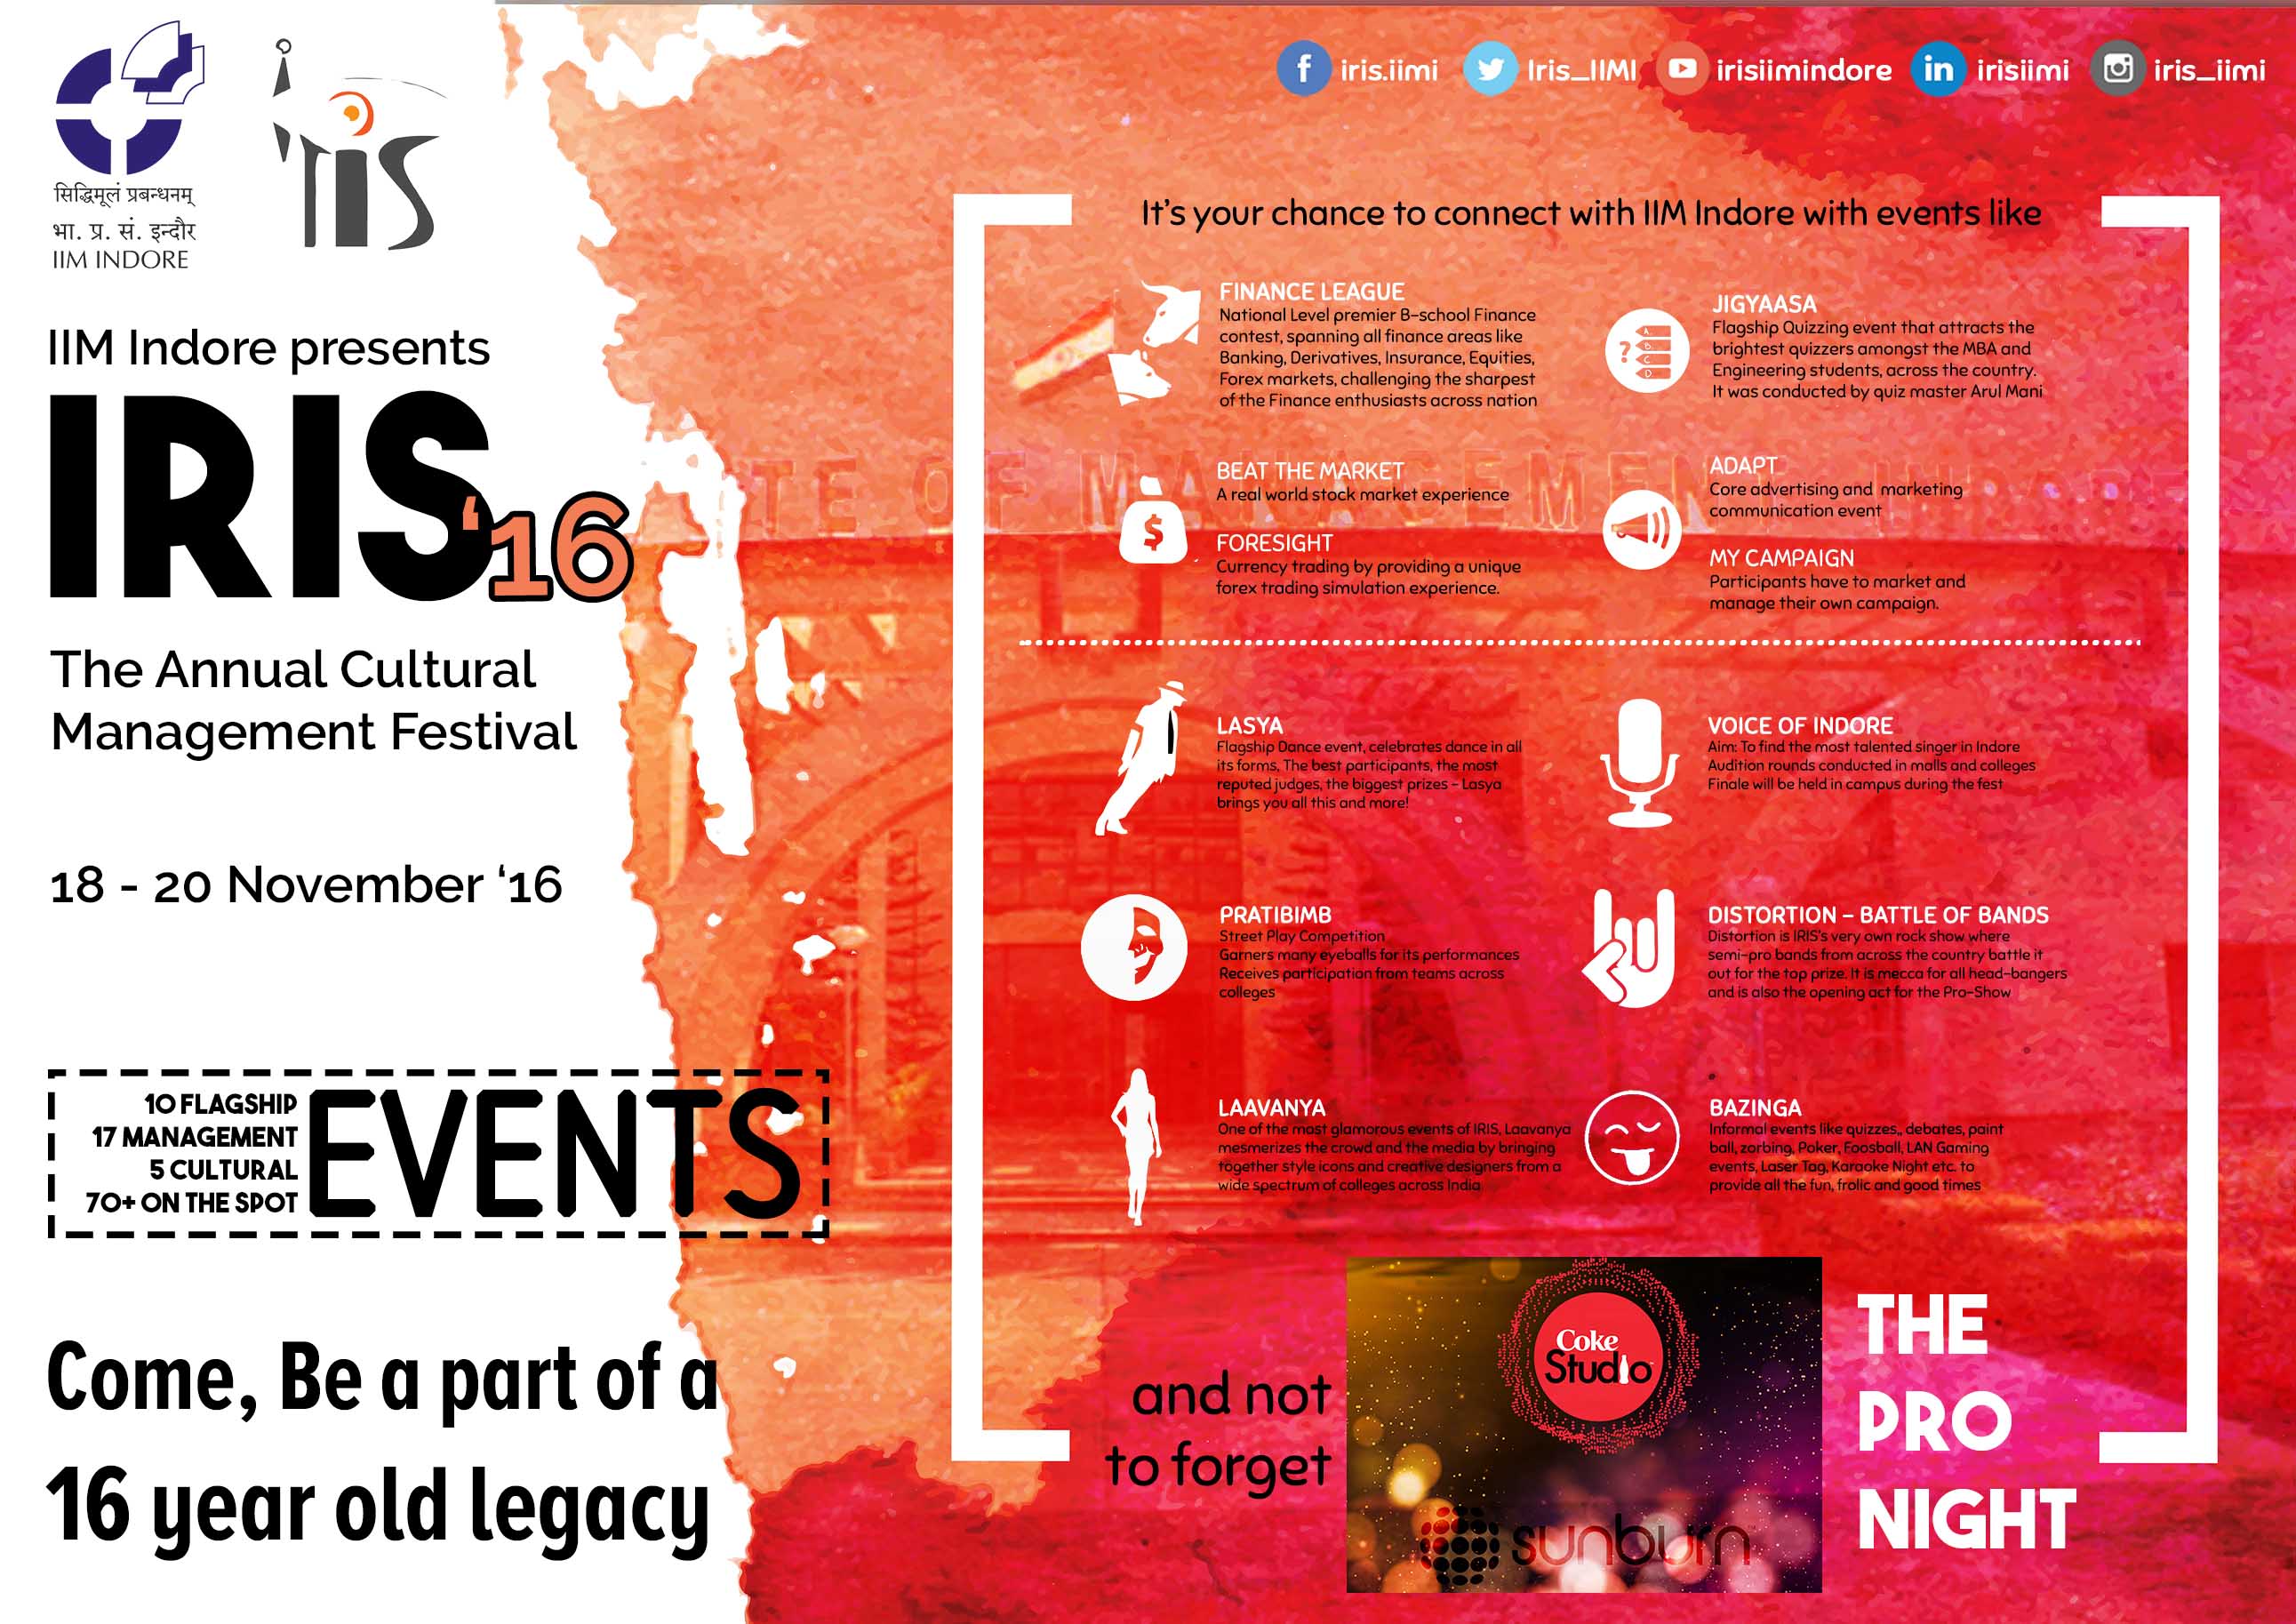 सिद्धिमूलं प्रबन्धनम्
भा. प्र. सं. इन्दौर
IIM INDORE
iris
IIM Indore presents
IRIS'16
The Annual Cultural
Management Festival
18 - 20 November ‘16
10 FLAGSHIP
17 MANAGEMENT
5 CULTURAL
70+ ON THE SPOT
EVENTS
Come, Be a part of a
16 year old legacy
iris.iimi
Iris_IIMI
irisiimindore
irisiimi
iris_iimi
It's your chance to connect with IIM Indore with events like
FINANCE LEAGUE
National Level premier B-school Finance
contest, spanning all finance areas like
Banking, Derivatives, Insurance, Equities,
Forex markets, challenging the sharpest
of the Finance enthusiasts across nation
JIGYAASA
Flagship Quizzing event that attracts the
brightest quizzers amongst the MBA and
Engineering students, across the country.
It was conducted by quiz master Arul Mani
BEAT THE MARKET
A real world stock market experience
FORESIGHT
Currency trading by providing a unique
forex trading simulation experience.
ADAPT
Core advertising and marketing
communication event
MY CAMPAIGN
Participants have to market and
manage their own campaign.
LASYA
Flagship Dance event, celebrates dance in all
its forms, The best participants, the most
reputed judges, the biggest prizes - Lasya
brings you all this and more!
VOICE OF INDORE
Aim: To find the most talented singer in Indore
Audition rounds conducted in malls and colleges
Finale will be held in campus during the fest
PRATIBIMB
Street Play Competition
Garners many eyeballs for its performances
Receives participation from teams across
colleges
DISTORTION - BATTLE OF BANDS
Distortion is IRIS's very own rock show where
semi-pro bands from across the country battle it
out for the top prize. It is mecca for all head-bangers
and is also the opening act for the Pro-Show
LAAVANYA
One of the most glamorous events of IRIS, Laavanya
mesmerizes the crowd and the media by bringing
together style icons and creative designers from a
wide spectrum of colleges across India
BAZINGA
Informal events like quizzes,, debates, paint
ball, zorbing, Poker, Foosball, LAN Gaming
events, Laser Tag, Karaoke Night etc. to
provide all the fun, frolic and good times
and not
to forget
Coke
Studio
sunburn
THE
PRO
NIGHT
TE OF MANAGEMENT